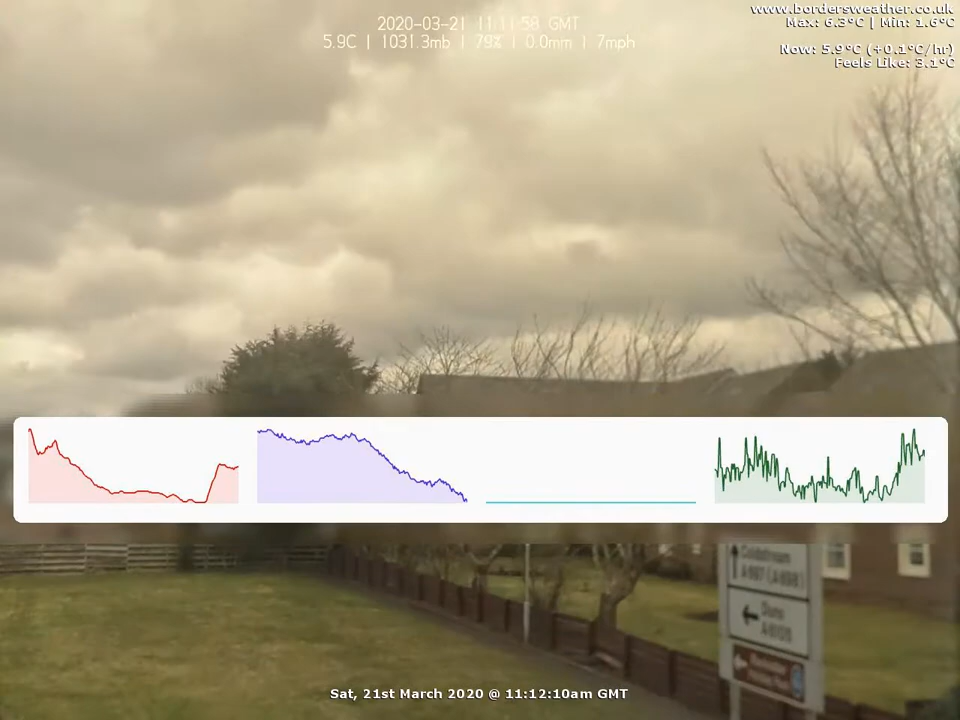 www.bordersweather.co.uk
Max: 6.3°C | Min: 1.6°C
2020-03-21 11:11:58 GMT
5.9C | 1031.3mb | 79% | 0.0mm | 7mph
Now: 5.9°C (+0.1°C/hr)
Feels Like: 3.1°C
Coldstream
A697 (A698)
Duns
A6105
Sat, 21st March 2020 @ 11:12:10am GMT